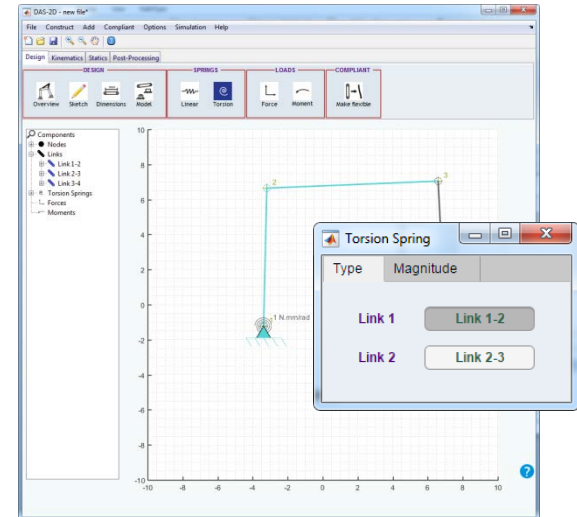 DAS-2D - new file*
File Construct Add Compliant Options Simulation Help
Design Kinematics Statics Post-Processing
DESIGN SPRINGS LOADS COMPLIANT
Overview Sketch Dimensions Model Linear Torsion Force Moment Make flexible
Components
Nodes
Links
Link 1-2
Link 2-3
Link 3-4
Torsion Springs
Forces
Moments
10
8
6
4
2
0
-2
-4
-6
-8
-10
-10 -8 -6 -4 -2 0 2 4 6 8 10
2
3
1 N.mm/rad
Torsion Spring
Type Magnitude
Link 1 Link 1-2
Link 2 Link 2-3
?